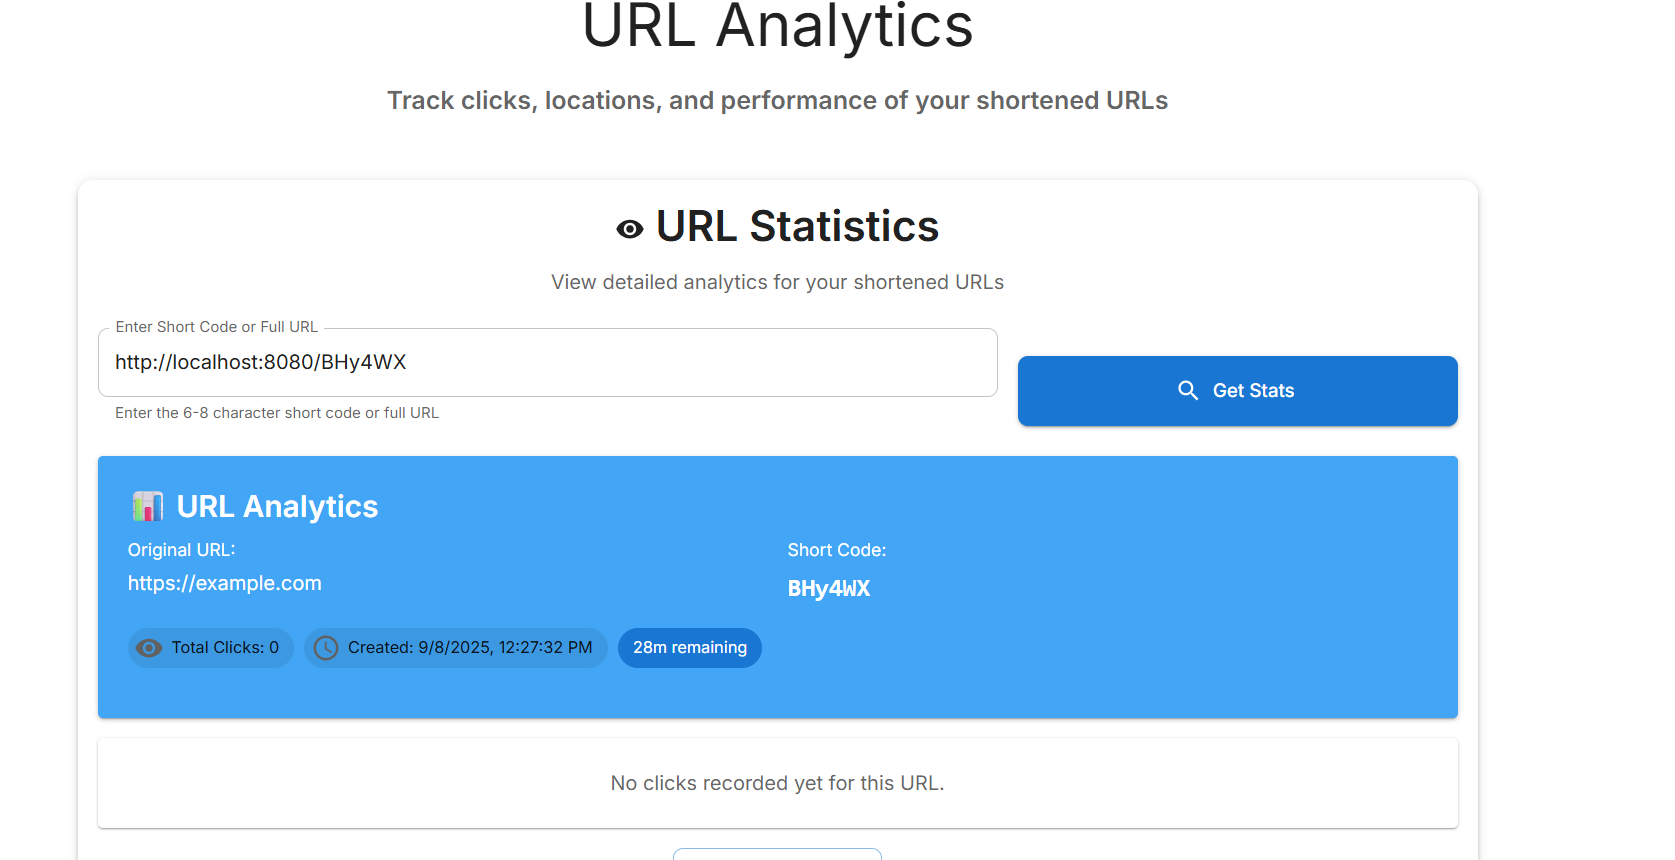 URL Analytics
Track clicks, locations, and performance of your shortened URLs
URL Statistics
View detailed analytics for your shortened URLs
Enter Short Code or Full URL
http://localhost:8080/BHy4WX
Enter the 6-8 character short code or full URL
Get Stats
URL Analytics
Original URL:
https://example.com
Short Code:
BHy4WX
Total Clicks: 0
Created: 9/8/2025, 12:27:32 PM
28m remaining
No clicks recorded yet for this URL.